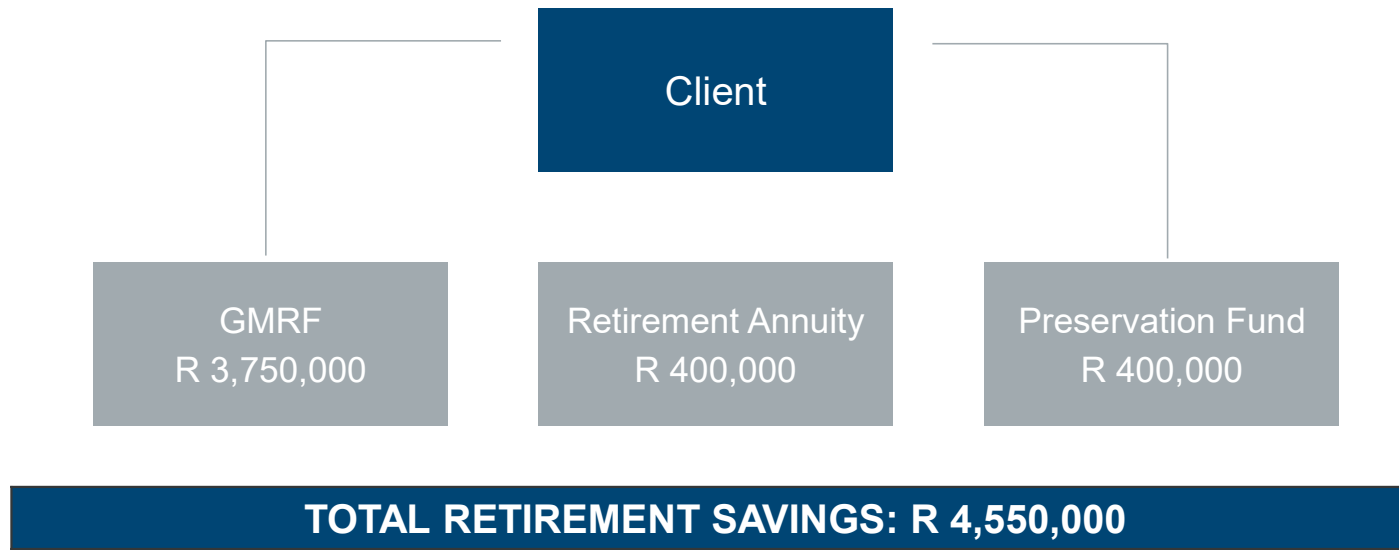 Client
GMRF
R 3,750,000
Retirement Annuity
R 400,000
Preservation Fund
R 400,000
TOTAL RETIREMENT SAVINGS: R 4,550,000